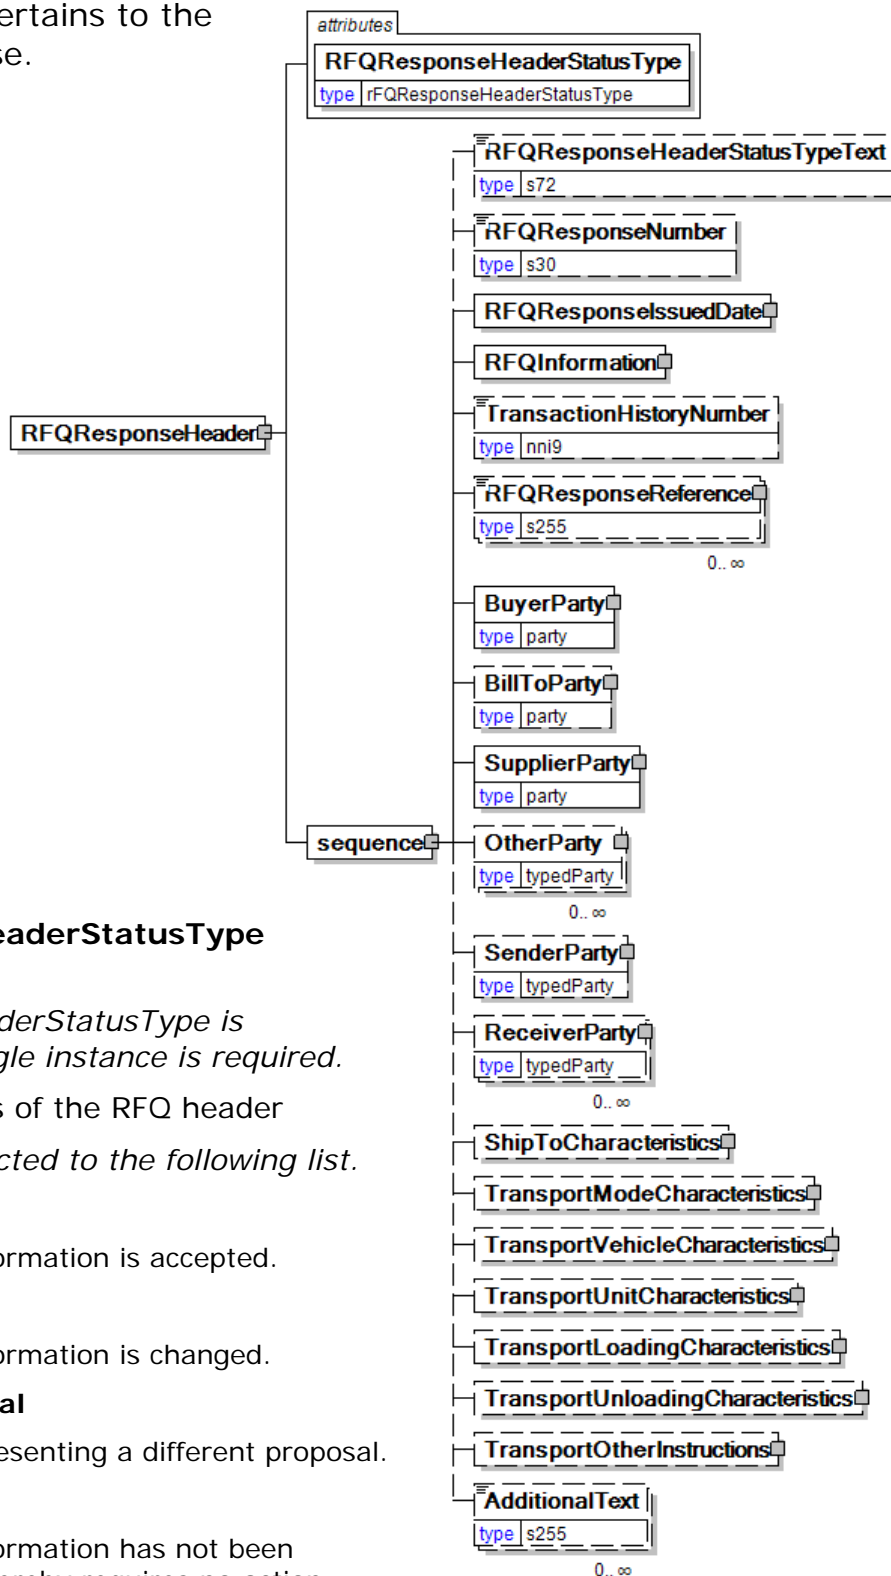 ertains to the
se.
attributes
RFQResponseHeaderStatusType
type rFQResponseHeaderStatusType
RFQResponseHeaderStatusTypeText
type s72
RFQResponseNumber
type s30
RFQResponseIssuedDate
RFQInformation
TransactionHistoryNumber
type nni9
RFQResponseHeader
RFQResponseReference
type s255
0..∞
BuyerParty
type party
BillToParty
type party
SupplierParty
type party
sequence
OtherParty
type typedParty
0..∞
SenderParty
type typedParty
ReceiverParty
type typedParty
0..∞
ShipToCharacteristics
TransportModeCharacteristics
TransportVehicleCharacteristics
TransportUnitCharacteristics
TransportLoadingCharacteristics
TransportUnloadingCharacteristics
TransportOtherInstructions
AdditionalText
type s255
0..∞
eaderStatusType
derStatusType is
gle instance is required.
s of the RFQ header
cted to the following list.
ormation is accepted.
ormation is changed.
al
esenting a different proposal.
ormation has not been